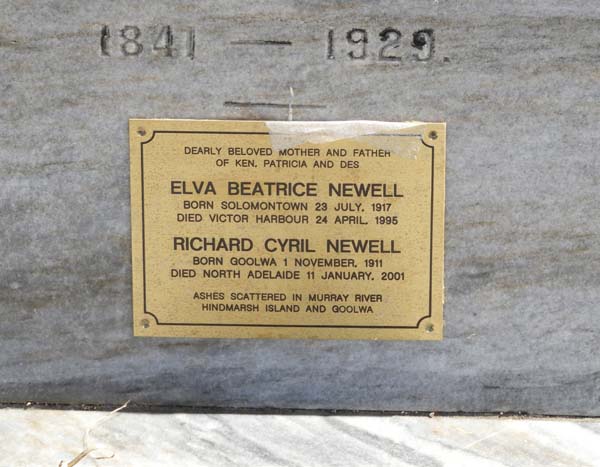 1841 — 1929.
DEARLY BELOVED MOTHER AND FATHER
OF KEN, PATRICIA AND DES
ELVA BEATRICE NEWELL
BORN SOLOMONTOWN 23 JULY, 1917
DIED VICTOR HARBOUR 24 APRIL, 1995
RICHARD CYRIL NEWELL
BORN GOOLWA 1 NOVEMBER, 1911
DIED NORTH ADELAIDE 11 JANUARY, 2001
ASHES SCATTERED IN MURRAY RIVER
HINDMARSH ISLAND AND GOOLWA